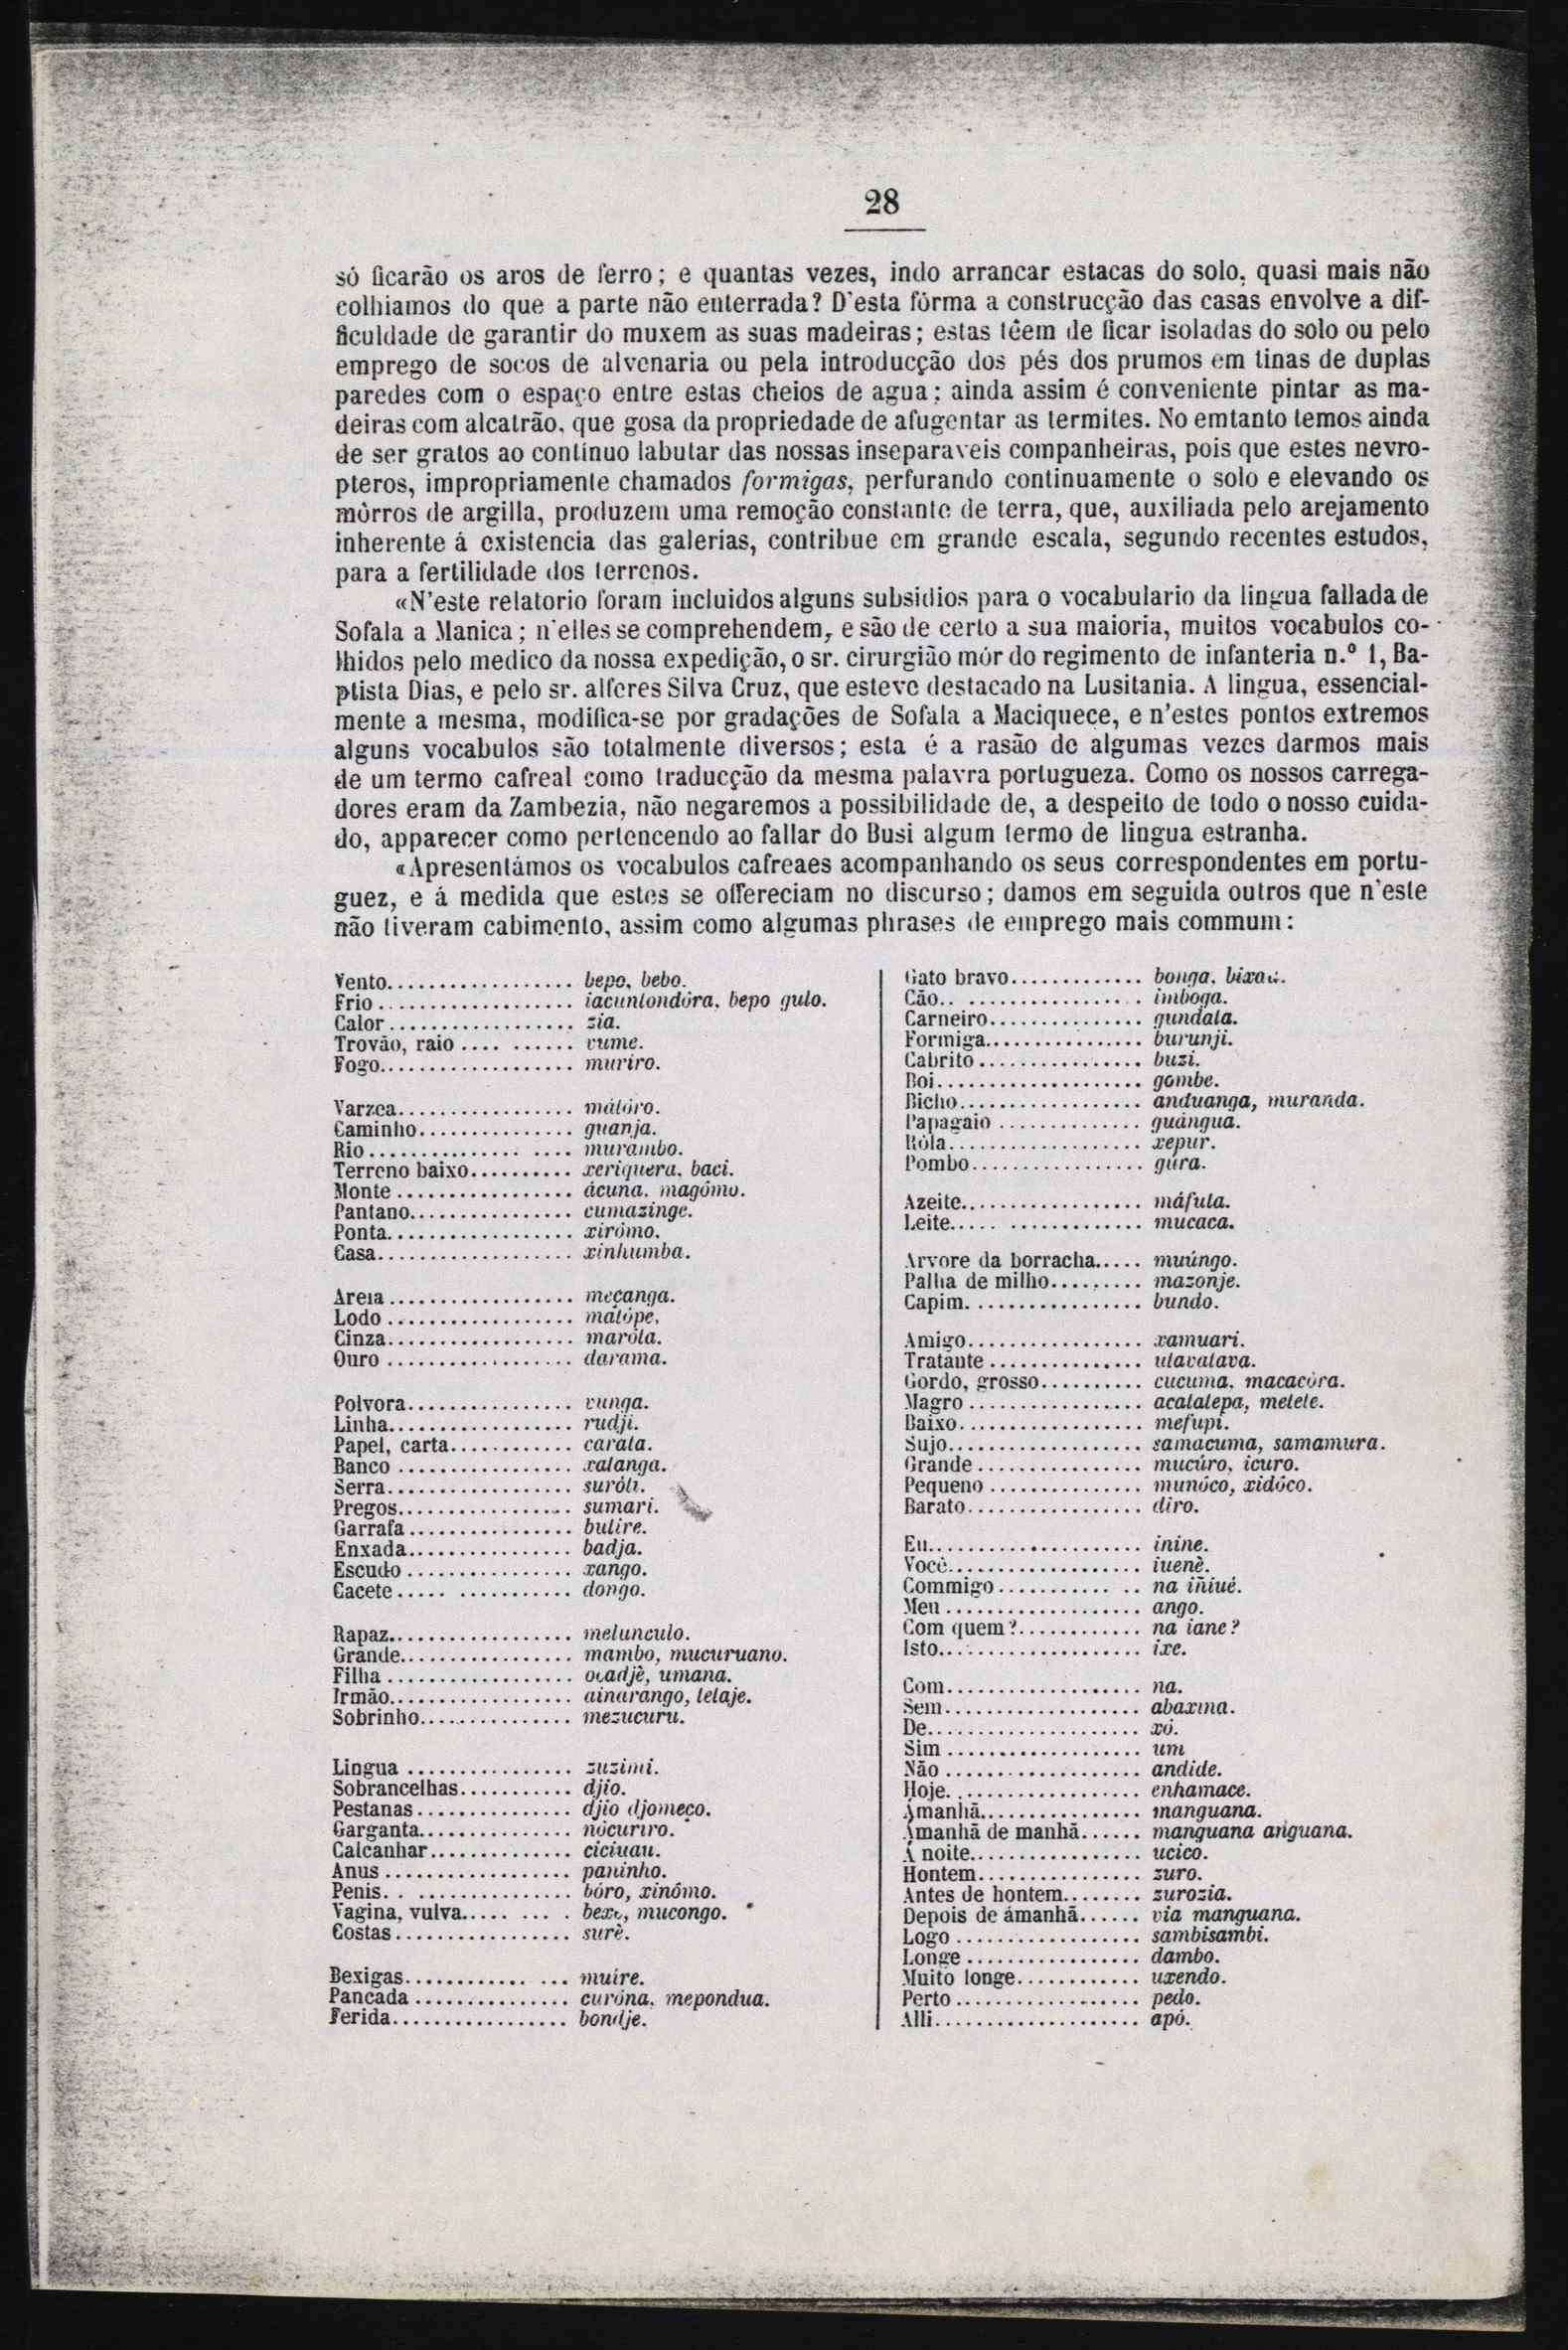 28
só ficarão os aros de ferro; e quantas vezes, indo arrancar estacas do solo, quasi mais não
colhiamos do que a parte não enterrada? D'esta fórma a construcção das casas envolve a dif-
ficuldade de garantir do muxem as suas madeiras; estas têem de ficar isoladas do solo ou pelo
emprego de socos de alvenaria ou pela introducção dos pés dos prumos em tinas de duplas
paredes com o espaço entre estas cheios de agua; ainda assim é conveniente pintar as ma-
deiras com alcatrão, que gosa da propriedade de afugentar as termites. No emtanto temos ainda
de ser gratos ao continuo labutar das nossas inseparaveis companheiras, pois que estes nevro-
pteros, impropriamente chamados formigas, perfurando continuamente o solo e elevando os
môrros de argilla, produzem uma remoção constante de terra, que, auxiliada pelo arejamento
inherente á existencia das galerias, contribue em grande escala, segundo recentes estudos,
para a fertilidade dos terrenos.
«N'este relatorio foram incluidos alguns subsidios para o vocabulario da lingua fallada de
Sofala a Manica; n'elles se comprehendem, e são de certo a sua maioria, muitos vocabulos co-
lhidos pelo medico da nossa expedição, o sr. cirurgião mór do regimento de infanteria n.º 1, Ba-
ptista Dias, e pelo sr. alferes Silva Cruz, que esteve destacado na Lusitania. A lingua, essencial-
mente a mesma, modifica-se por gradações de Sofala a Maciquece, e n'estes pontos extremos
alguns vocabulos são totalmente diversos; esta é a rasão de algumas vezes darmos mais
de um termo cafreal como traducção da mesma palavra portugueza. Como os nossos carrega-
dores eram da Zambezia, não negaremos a possibilidade de, a despeito de todo o nosso cuida-
do, apparecer como pertencendo ao fallar do Busi algum termo de lingua estranha.
«Apresentámos os vocabulos cafreaes acompanhando os seus correspondentes em portu-
guez, e á medida que estes se offereciam no discurso; damos em seguida outros que n'este
não tiveram cabimento, assim como algumas phrases de emprego mais commum:
Vento.................. bepo, bebo.
Frio................... iacuntondóra, bepo gulo.
Calor.................. zia.
Trovão, raio........... vume.
Fogo................... muriro.
Varzea................. mátóro.
Caminho................ guanja.
Rio.................... murambo.
Terreno baixo.......... xeriquera, baci.
Monte.................. ácuna, magómo.
Pantano................ cumazinge.
Ponta.................. xirómo.
Casa................... xinhumba.
Areia.................. meçanga.
Lodo................... matópe.
Cinza.................. maróta.
Ouro................... darama.
Polvora................ vunga.
Linha.................. rudji.
Papel, carta........... carata.
Banco.................. xatanga.
Serra.................. suróti.
Pregos................. sumari.
Garrafa................ butire.
Enxada................. badja.
Escudo................. xango.
Cacete................. dongo.
Rapaz.................. melunculo.
Grande................. mambo, mucuruano.
Filha.................. umana.
Irmão.................. ainarango, tetaje.
Sobrinho............... mezucuru.
Lingua................. zuzimi.
Sobrancelhas........... djio.
Pestanas............... djio djomeço.
Garganta............... nócuriro.
Calcanhar.............. ciciuau.
Anus................... paninho.
Penis.................. bóro, xinômo.
Vagina, vulva.......... mucongo.
Costas................. surè.
Bexigas................ muire.
Pancada................ curóna, mepondua.
Ferida................. bondje.
Gato bravo............. bonga,
Cão.................... imboga.
Carneiro............... gundata.
Formiga................ burunji.
Cabrito................ buzi.
Boi.................... gombe.
Bicho.................. anduanga, muranda.
Papagaio............... guángua.
Rôla................... xepur.
Pombo.................. gúra.
Azeite................. máfuta.
Leite.................. mucaca.
Arvore da borracha..... muúngo.
Palha de milho......... mazonje.
Capim.................. bundo.
Amigo.................. xamuari.
Tratante............... utavatava.
Gordo, grosso.......... cucuma, macacóra.
Magro.................. acatatepa, metete.
Baixo.................. mefupi.
Sujo................... samacuma, samamura.
Grande................. mucúro, icuro.
Pequeno................ munóco, xidóco.
Barato................. diro.
Eu..................... inine.
Você................... iuenè.
Commigo................ na iñiué.
Meu.................... ango.
Com quem?.............. na iane?
Isto................... ixe.
Com.................... na.
Sem.................... abaxina.
De..................... xó.
Sim.................... um
Não.................... andide.
Hoje................... enhamace.
Ámanhã................. manguana.
Ámanhã de manhã........ manguana anguana.
Á noite................ ucico.
Hontem................. zuro.
Antes de hontem........ zurozia.
Depois de ámanhã....... via manguana.
Logo................... sambisambi.
Longe.................. dambo.
Muito longe............ uxendo.
Perto.................. pedo.
Alli................... apó.